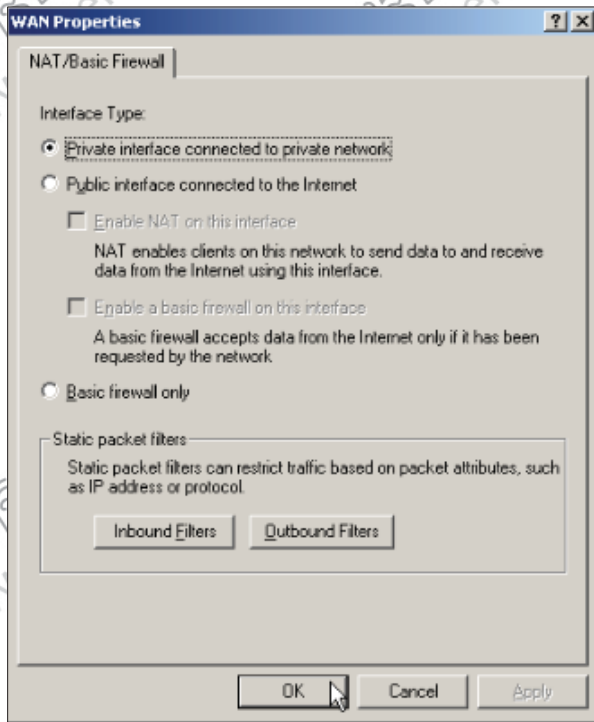 WAN Properties
NAT/Basic Firewall
Interface Type:
Private interface connected to private network
Public interface connected to the Internet
Enable NAT on this interface
NAT enables clients on this network to send data to and receive
data from the Internet using this interface.
Enable a basic firewall on this interface
A basic firewall accepts data from the Internet only if it has been
requested by the network
Basic firewall only
Static packet filters
Static packet filters can restrict traffic based on packet attributes, such
as IP address or protocol.
Inbound Filters
Outbound Filters
OK
Cancel
Apply